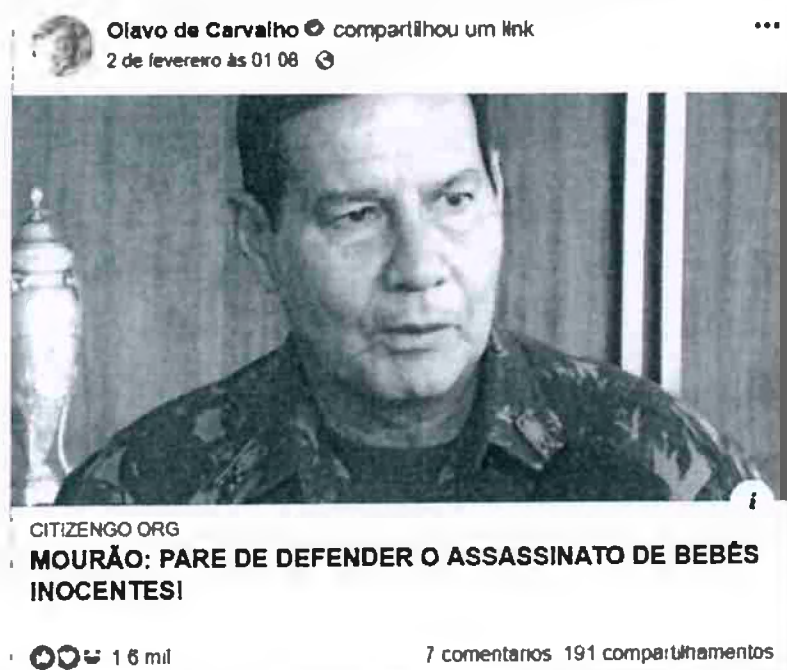 Olavo de Carvalho compartilhou um link
2 de fevereiro às 01 08
CITIZENGO ORG
MOURÃO: PARE DE DEFENDER O ASSASSINATO DE BEBÊS
INOCENTES!
1 6 mil
7 comentarios 191 compartilhamentos